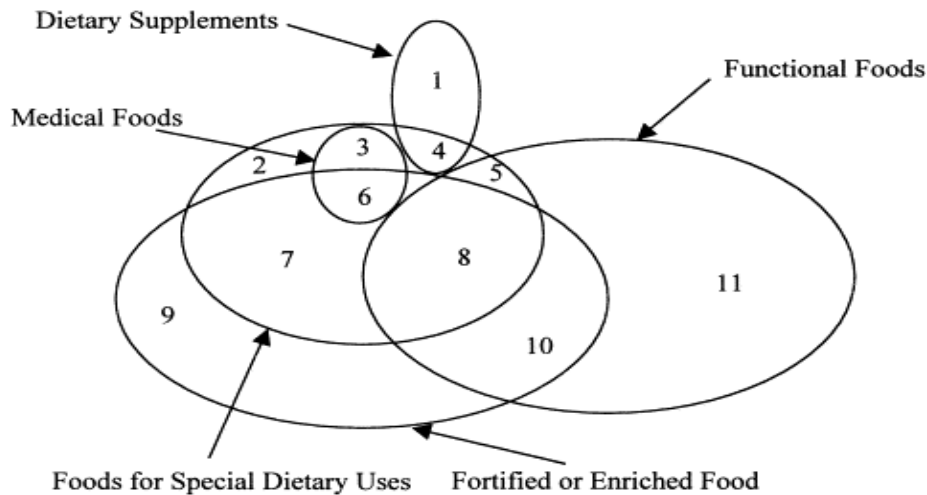 Dietary Supplements
1
Functional Foods
Medical Foods
3
4
2
5
6
7
8
11
9
10
Foods for Special Dietary Uses
Fortified or Enriched Food